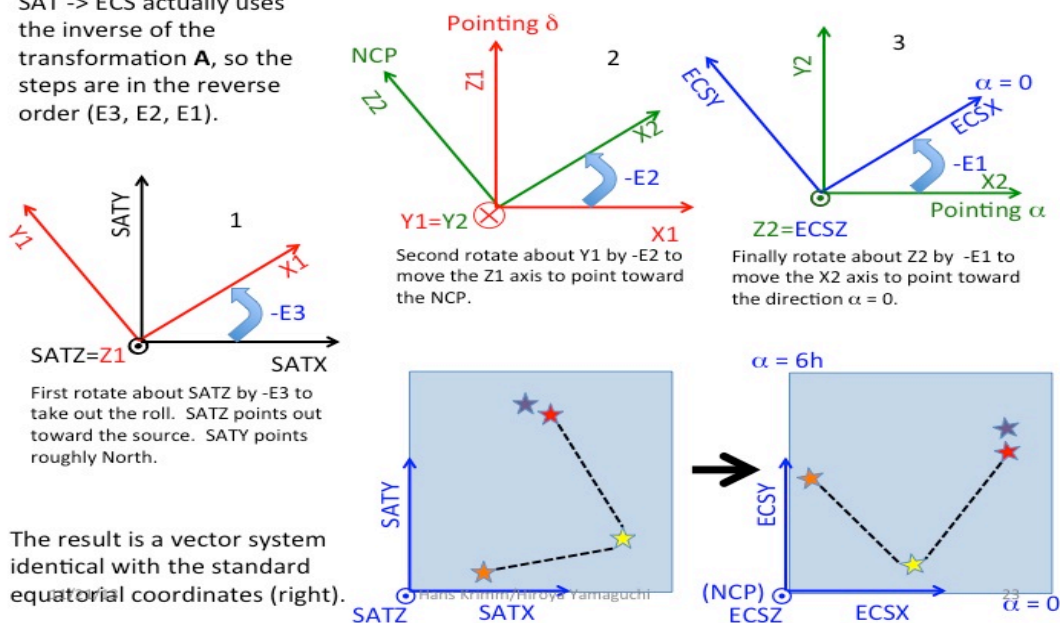 SAT -> ECS actually uses
the inverse of the
transformation A, so the
steps are in the reverse
order (E3, E2, E1).
1
SATY
Y1
X1
-E3
SATZ=Z1
SATX
First rotate about SATZ by -E3 to
take out the roll. SATZ points out
toward the source. SATY points
roughly North.
Pointing δ
2
NCP
Z2
Z1
X2
-E2
Y1=Y2
X1
Second rotate about Y1 by -E2 to
move the Z1 axis to point toward
the NCP.
3
Y2
ECSY
α = 0
ECSX
-E1
X2
Pointing α
Z2=ECSZ
Finally rotate about Z2 by -E1 to
move the X2 axis to point toward
the direction α = 0.
The result is a vector system
identical with the standard
equatorial coordinates (right).
SATY
SATZ
SATX
Hans Krimm/Hiroya Yamaguchi
α = 6h
ECSY
(NCP)
ECSZ
ECSX
23
α = 0